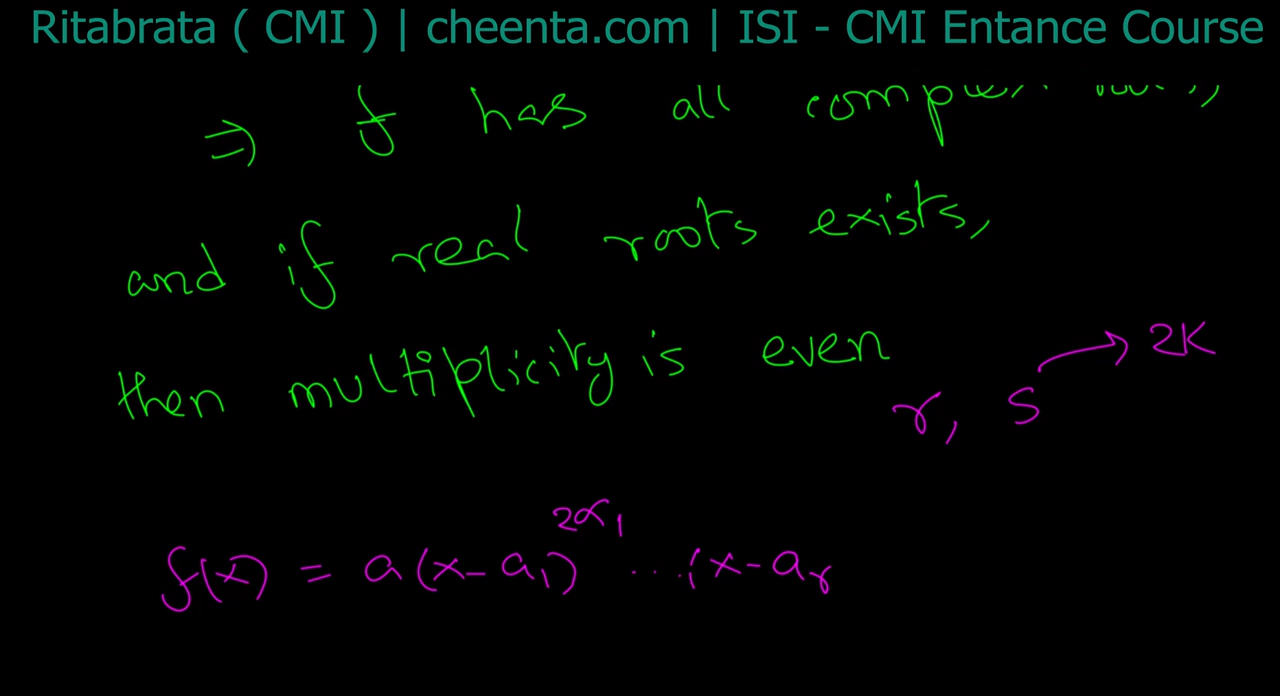 Ritabrata ( CMI ) | cheenta.com | ISI - CMI Entance Course
⇒ f has all
and if real roots exists,
then multiplicity is even
r, s → 2K
f(x) = a(x-a₁)^{2α₁} ...(x-aᵣ